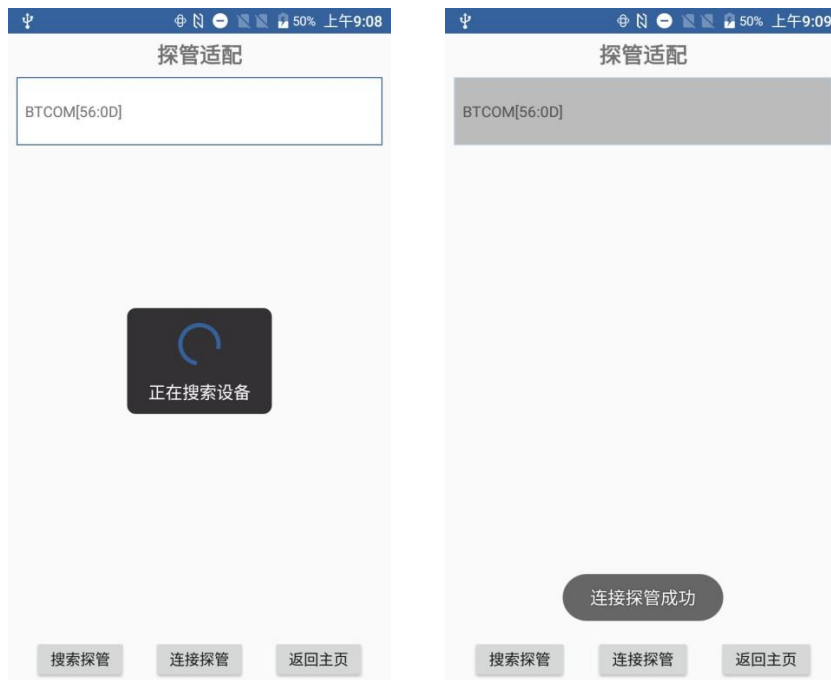 50% 上午9:08
探管适配
BTCOM[56:0D]
正在搜索设备
搜索探管 连接探管 返回主页
50% 上午9:09
探管适配
BTCOM[56:0D]
连接探管成功
搜索探管 连接探管 返回主页